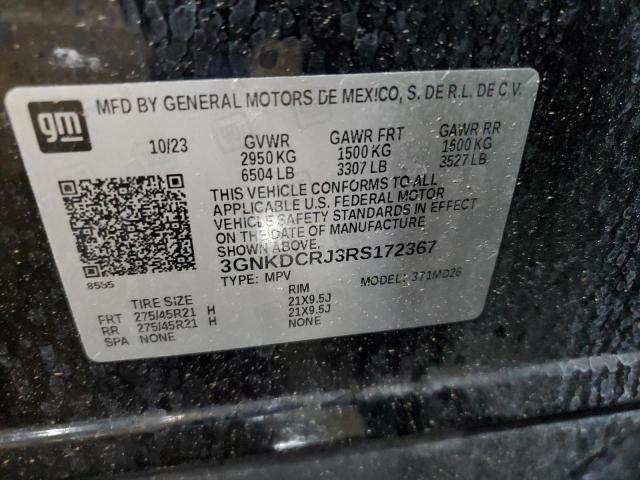 gm
MFD BY GENERAL MOTORS DE MEXICO, S. DE R.L. DE C.V.
10/23 GVWR GAWR FRT GAWR RR
2950 KG 1500 KG 1500 KG
6504 LB 3307 LB 3527 LB
THIS VEHICLE CONFORMS TO ALL
APPLICABLE U.S. FEDERAL MOTOR
VEHICLE SAFETY STANDARDS IN EFFECT
ON THE DATE OF MANUFACTURE
SHOWN ABOVE.
3GNKDCRJ3RS172367
TYPE: MPV MODEL: 371MD26
8555
TIRE SIZE RIM
FRT 275/45R21 H 21X9.5J
RR 275/45R21 H 21X9.5J
SPA NONE NONE